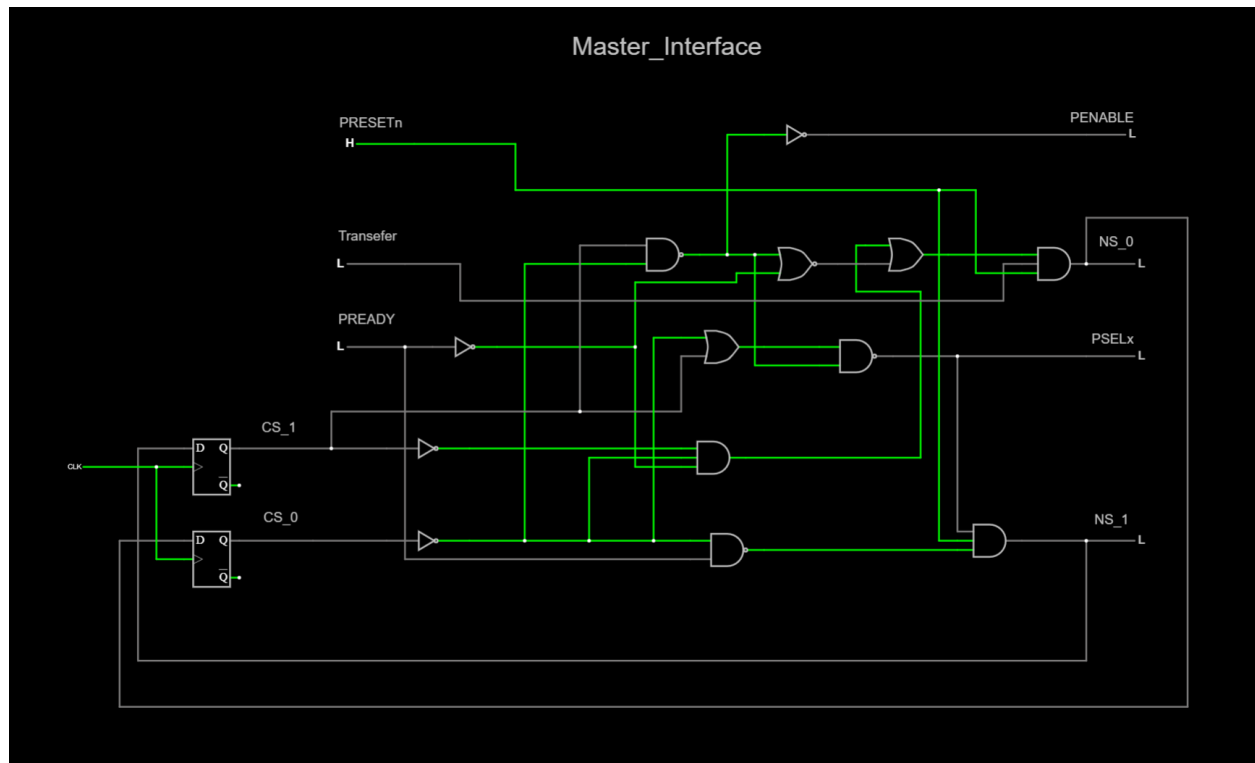 Master_Interface
PENABLE
L
PRESETn
H
Transefer
L
NS_0
L
PREADY
L
PSELx
L
CS_1
D Q
Q
CLK
CS_0
D Q
Q
NS_1
L